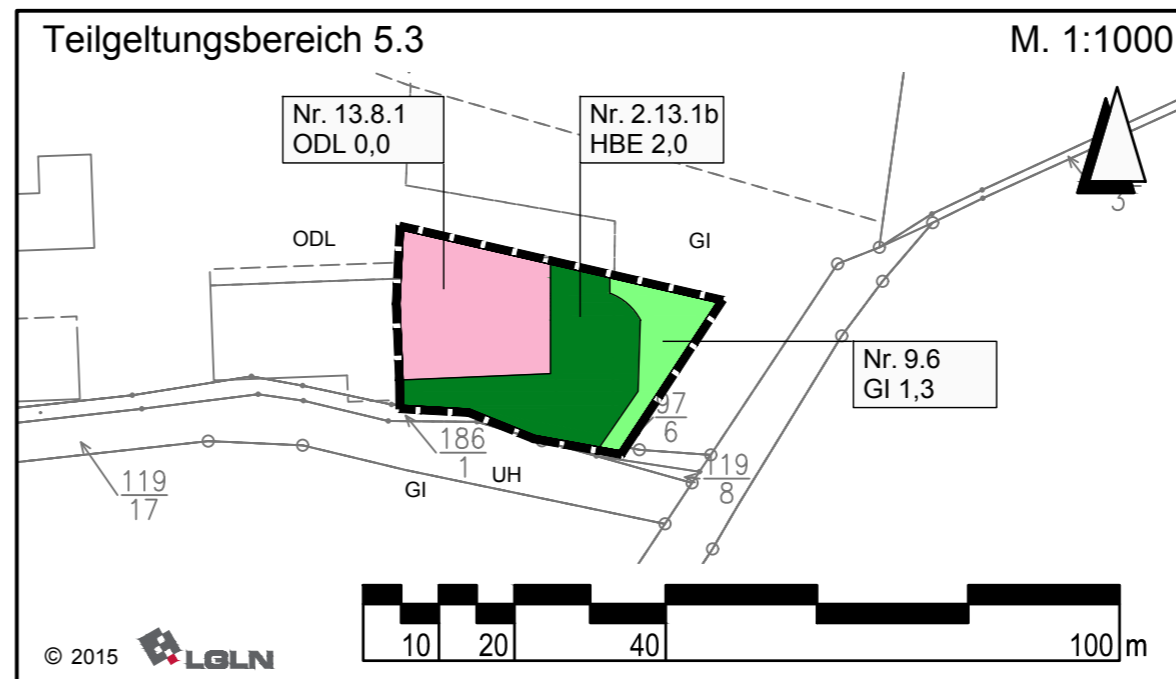 Teilgeltungsbereich 5.3
M. 1:1000
Nr. 13.8.1
ODL 0,0
Nr. 2.13.1b
HBE 2,0
ODL
GI
Nr. 9.6
GI 1,3
97
6
186
1
UH
119
8
GI
119
17
10
20
40
100 m
© 2015
LGLN